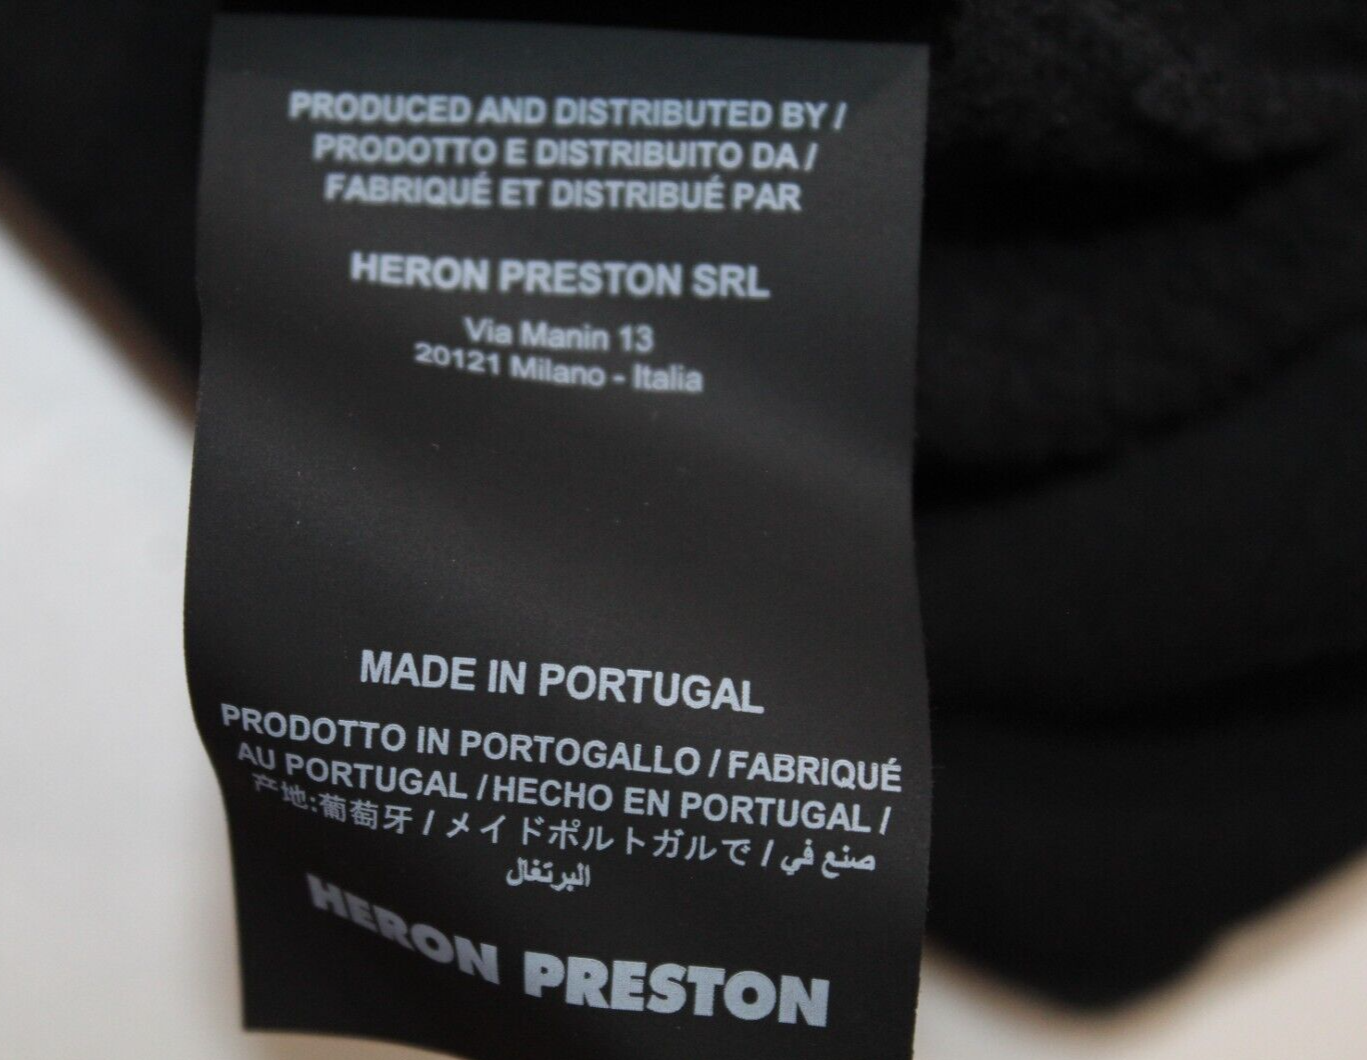 PRODUCED AND DISTRIBUTED BY /
PRODOTTO E DISTRIBUITO DA /
FABRIQUÉ ET DISTRIBUÉ PAR
HERON PRESTON SRL
Via Manin 13
20121 Milano - Italia
MADE IN PORTUGAL
PRODOTTO IN PORTOGALLO / FABRIQUÉ
AU PORTUGAL / HECHO EN PORTUGAL /
产地:葡萄牙 / メイドポルトガルで / صنع في
البرتغال
HERON PRESTON